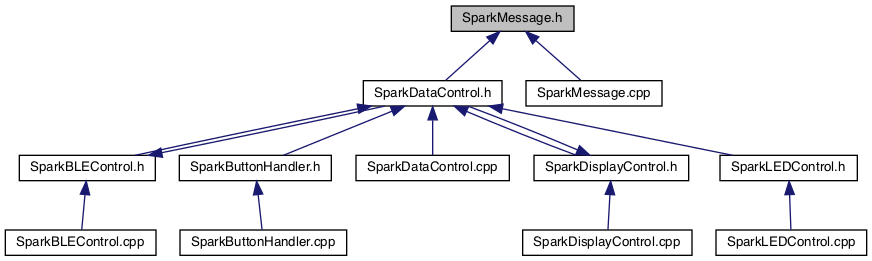 SparkMessage.h
SparkDataControl.h
SparkMessage.cpp
SparkBLEControl.h
SparkButtonHandler.h
SparkDataControl.cpp
SparkDisplayControl.h
SparkLEDControl.h
SparkBLEControl.cpp
SparkButtonHandler.cpp
SparkDisplayControl.cpp
SparkLEDControl.cpp